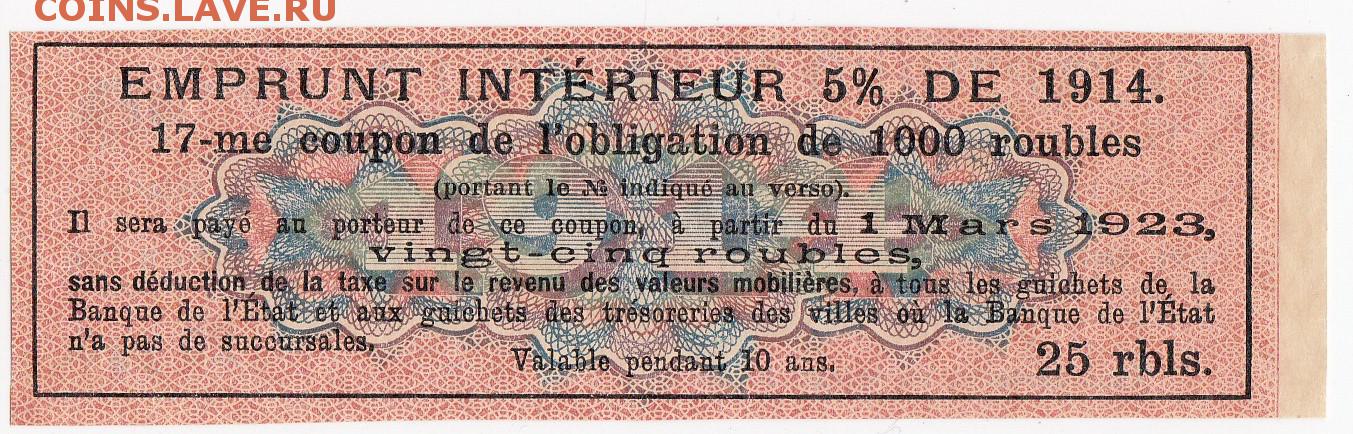 COINS.LAVE.RU
EMPRUNT INTÉRIEUR 5% DE 1914.
17-me coupon de l'obligation de 1000 roubles
(portant le № indiqué au verso).
Il sera payé au porteur de ce coupon, à partir du 1 Mars 1923,
vingt-cinq roubles,
sans déduction de la taxe sur le revenu des valeurs mobilières, à tous les guichets de la
Banque de l'État et aux guichets des trésoreries des villes où la Banque de l'État
n'a pas de succursales.
Valable pendant 10 ans.
25 rbls.
1914